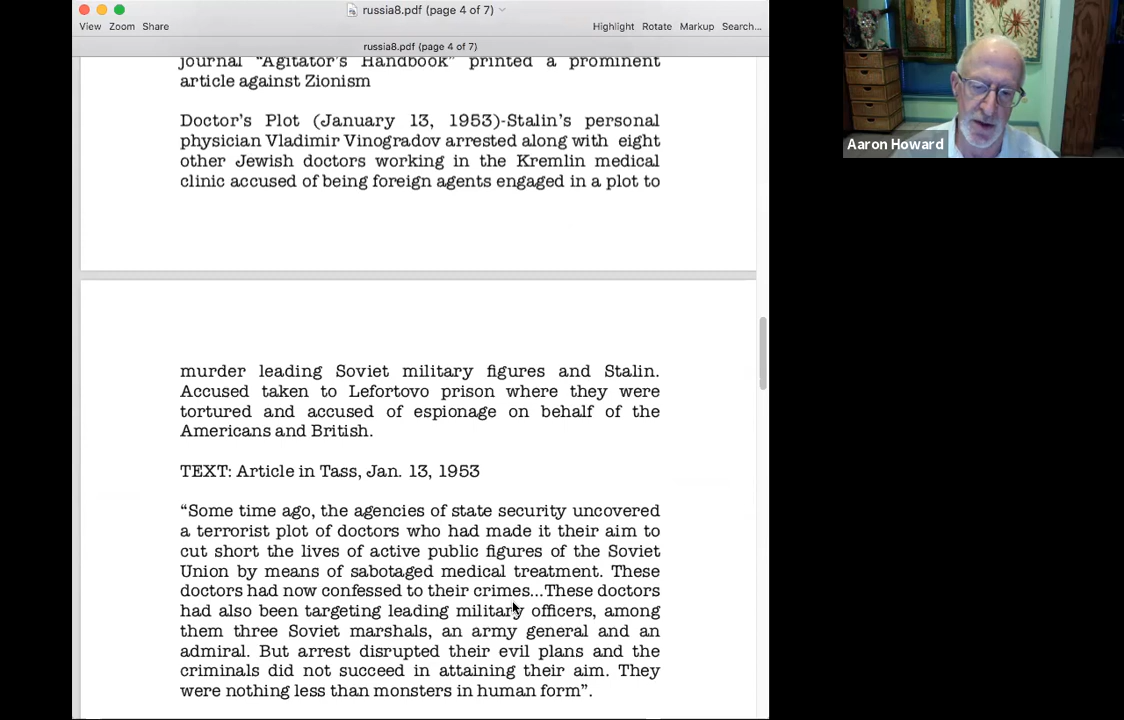 russia8.pdf (page 4 of 7)
View Zoom Share
Highlight Rotate Markup Search...
russia8.pdf (page 4 of 7)
journal "Agitator's Handbook" printed a prominent
article against Zionism
Doctor's Plot (January 13, 1953)-Stalin's personal
physician Vladimir Vinogradov arrested along with eight
other Jewish doctors working in the Kremlin medical
clinic accused of being foreign agents engaged in a plot to
murder leading Soviet military figures and Stalin.
Accused taken to Lefortovo prison where they were
tortured and accused of espionage on behalf of the
Americans and British.
TEXT: Article in Tass, Jan. 13, 1953
“Some time ago, the agencies of state security uncovered
a terrorist plot of doctors who had made it their aim to
cut short the lives of active public figures of the Soviet
Union by means of sabotaged medical treatment. These
doctors had now confessed to their crimes...These doctors
had also been targeting leading military officers, among
them three Soviet marshals, an army general and an
admiral. But arrest disrupted their evil plans and the
criminals did not succeed in attaining their aim. They
were nothing less than monsters in human form”.
Aaron Howard